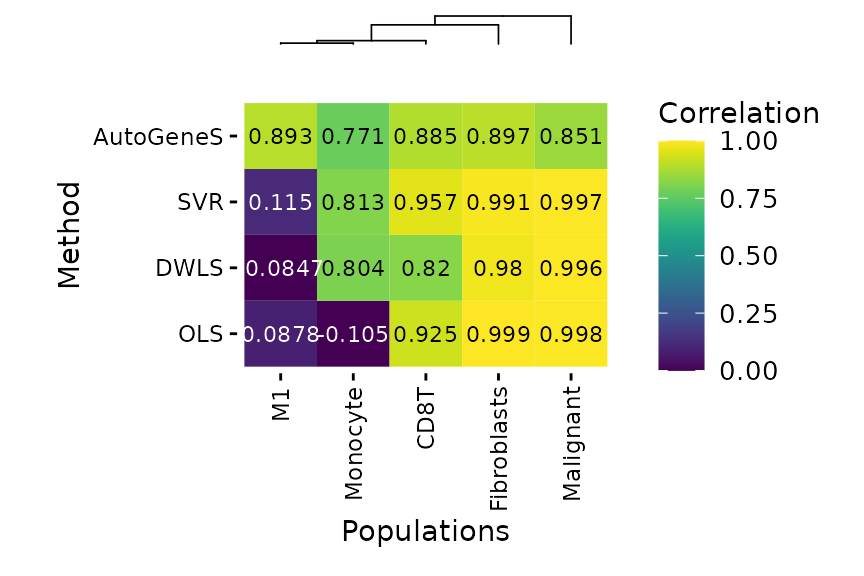 Correlation
1.00
0.75
0.50
0.25
0.00
Method
AutoGeneS 0.893 0.771 0.885 0.897 0.851
SVR 0.115 0.813 0.957 0.991 0.997
DWLS 0.0847 0.804 0.82 0.98 0.996
OLS 0.0878 -0.105 0.925 0.999 0.998
M1
Monocyte
CD8T
Fibroblasts
Malignant
Populations